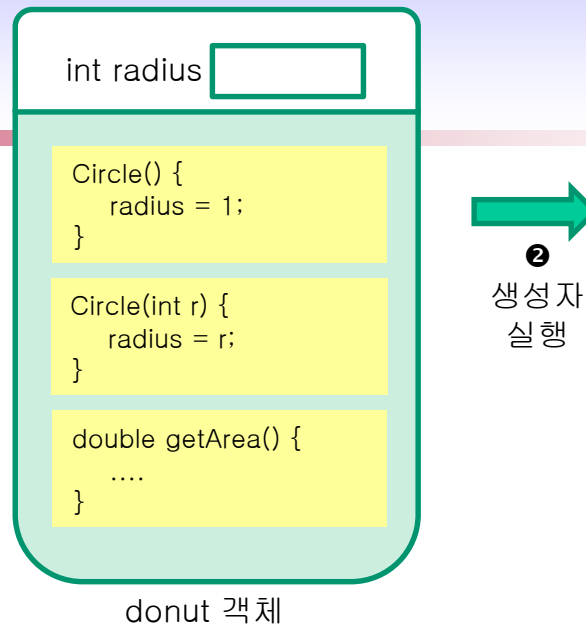 int radius
Circle() {
radius = 1;
}
Circle(int r) {
radius = r;
}
double getArea() {
....
}
donut 객체
❷
생성자
실행